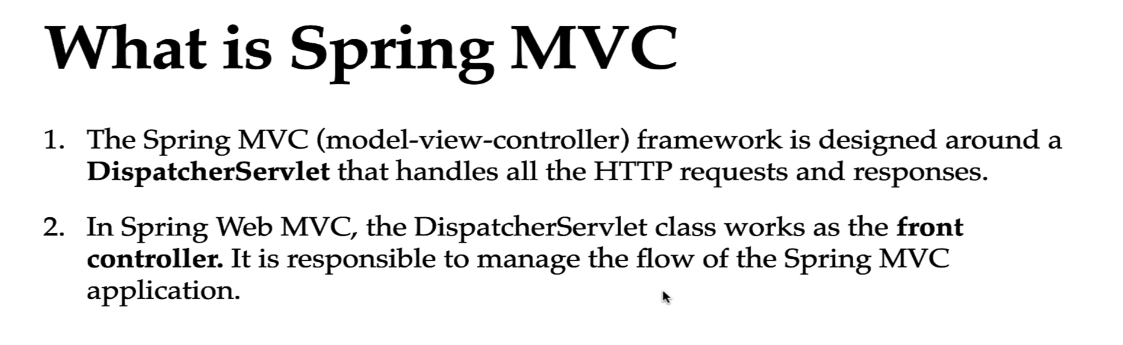 What is Spring MVC
1. The Spring MVC (model-view-controller) framework is designed around a
DispatcherServlet that handles all the HTTP requests and responses.
2. In Spring Web MVC, the DispatcherServlet class works as the front
controller. It is responsible to manage the flow of the Spring MVC
application.